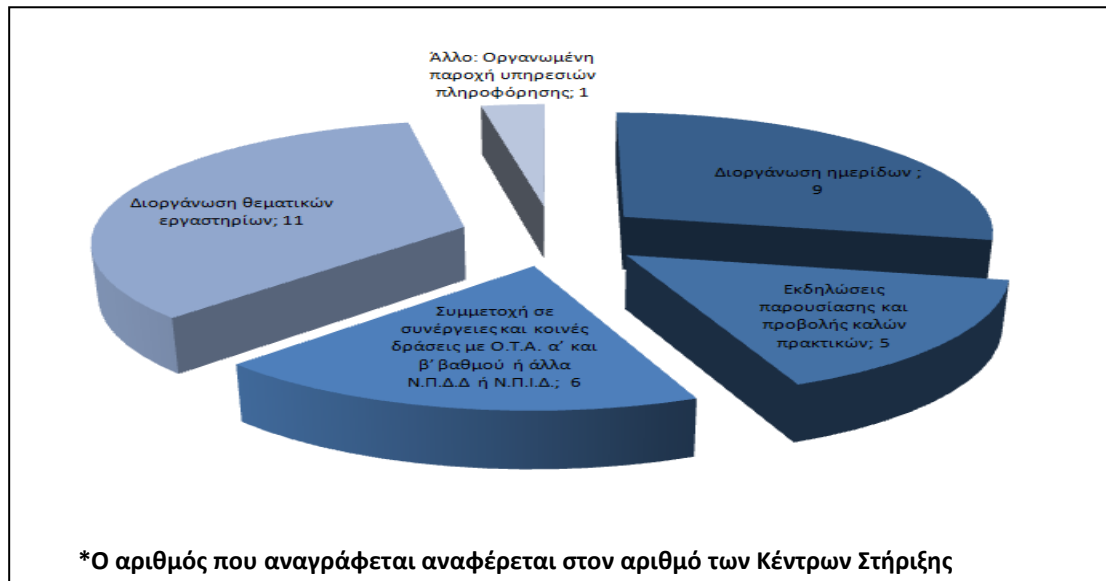 Άλλο: Οργανωμένη
παροχή υπηρεσιών
πληροφόρησης; 1
Διοργάνωση ημερίδων ;
9
Διοργάνωση θεματικών
εργαστηρίων; 11
Εκδηλώσεις
παρουσίασης και
προβολής καλών
πρακτικών; 5
Συμμετοχή σε
συνέργειες και κοινές
δράσεις με Ο.Τ.Α. α’ και
β’ βαθμού ή άλλα
Ν.Π.Δ.Δ ή Ν.Π.Ι.Δ.; 6
*Ο αριθμός που αναγράφεται αναφέρεται στον αριθμό των Κέντρων Στήριξης